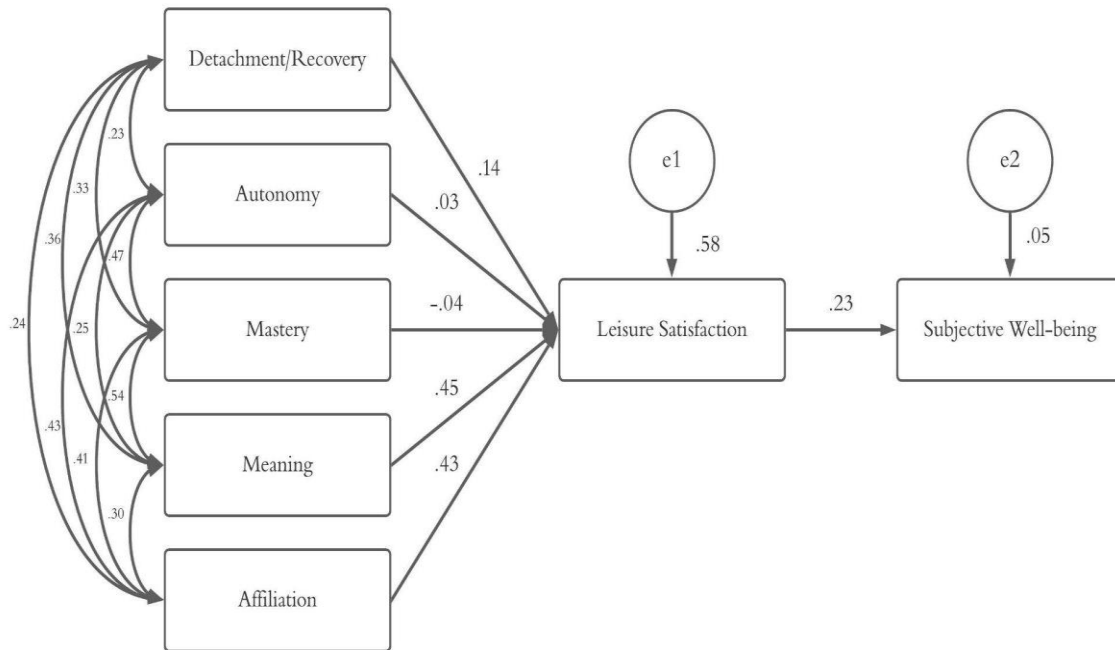 Detachment/Recovery
.23
.14
e1
e2
.33
Autonomy
.03
.36
.47
.58
.05
.24
.25
Mastery
-.04
Leisure Satisfaction
.23
Subjective Well-being
.54
.45
.43
.41
Meaning
.43
.30
Affiliation